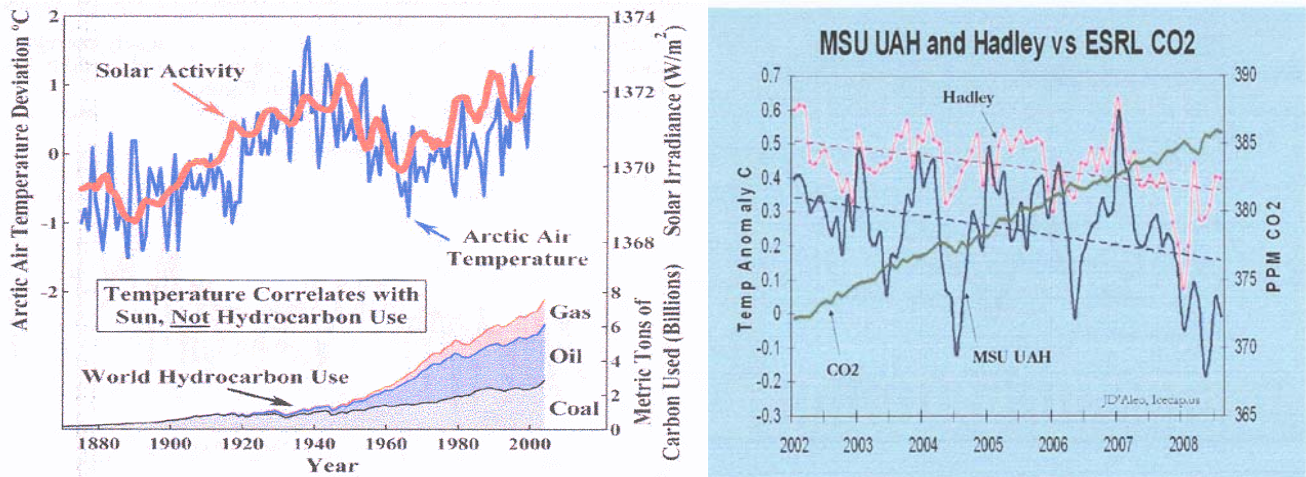 Arctic Air Temperature Deviation ºC
1
0
-1
-2
Solar Activity
Arctic Air
Temperature
Temperature Correlates with
Sun, Not Hydrocarbon Use
World Hydrocarbon Use
Gas
Oil
Coal
1374
1372
1370
1368
Solar Irradiance (W/m²)
8
6
4
2
0
Metric Tons of
Carbon Used (Billions)
1880
1900
1920
1940
1960
1980
2000
Year
MSU UAH and Hadley vs ESRL CO2
Temp Anomaly C
0.7
0.6
0.5
0.4
0.3
0.2
0.1
0
-0.1
-0.2
-0.3
Hadley
MSU UAH
CO2
JD'Aleo, Icecap.us
390
385
380
375
370
365
PPM CO2
2002
2003
2004
2005
2006
2007
2008